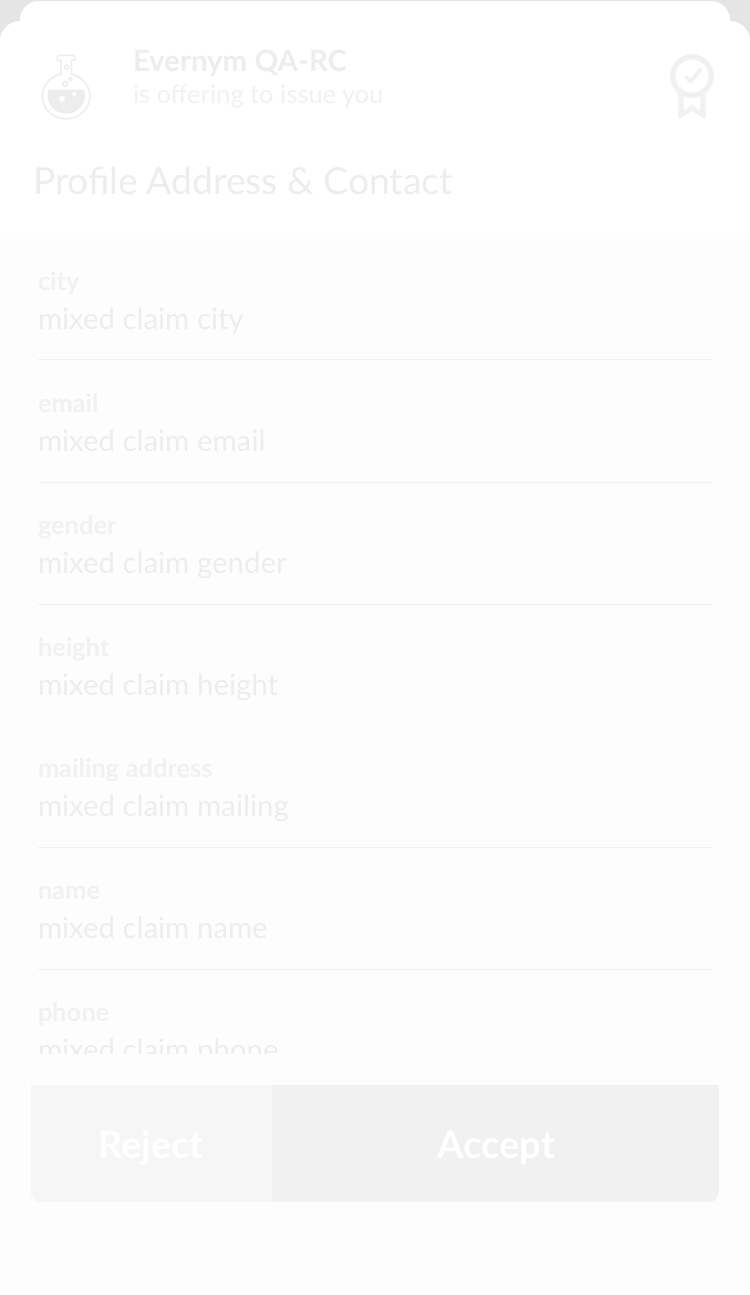 Evernym QA-RC
is offering to issue you
Profile Address & Contact
city
mixed claim city
email
mixed claim email
gender
mixed claim gender
height
mixed claim height
mailing address
mixed claim mailing
name
mixed claim name
phone
mixed claim phone
Reject
Accept